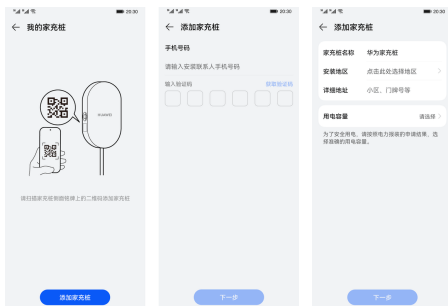 20:30
← 我的家充桩
HUAWEI
请扫描家充桩侧面铭牌上的二维码添加家充桩
添加家充桩
20:30
← 添加家充桩
手机号码
请输入安装联系人手机号码
输入验证码 获取验证码
下一步
20:30
← 添加家充桩
家充桩名称 华为家充桩
安装地区 点击此处选择地区
详细地址 小区、门牌号等
用电容量 请选择
为了安全用电，请按照电力报装的申请结果，选
择准确的用电容量。
下一步